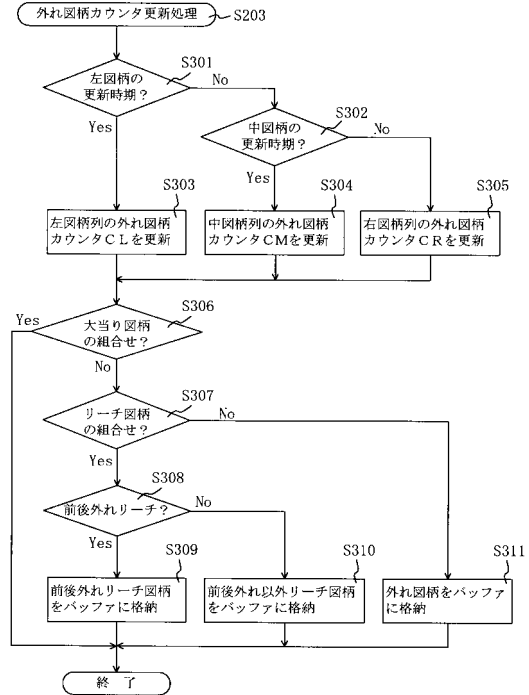 外れ図柄カウンタ更新処理
S203
S301
左図柄の
更新時期?
No
Yes
S302
中図柄の
更新時期?
No
Yes
S303
左図柄列の外れ図柄
カウンタCLを更新
S304
中図柄列の外れ図柄
カウンタCMを更新
S305
右図柄列の外れ図柄
カウンタCRを更新
S306
Yes
大当り図柄
の組合せ?
No
S307
リーチ図柄
の組合せ?
No
Yes
S308
前後外れリーチ?
No
Yes
S309
前後外れリーチ図柄
をバッファに格納
S310
前後外れ以外リーチ図柄
をバッファに格納
S311
外れ図柄をバッファ
に格納
終了